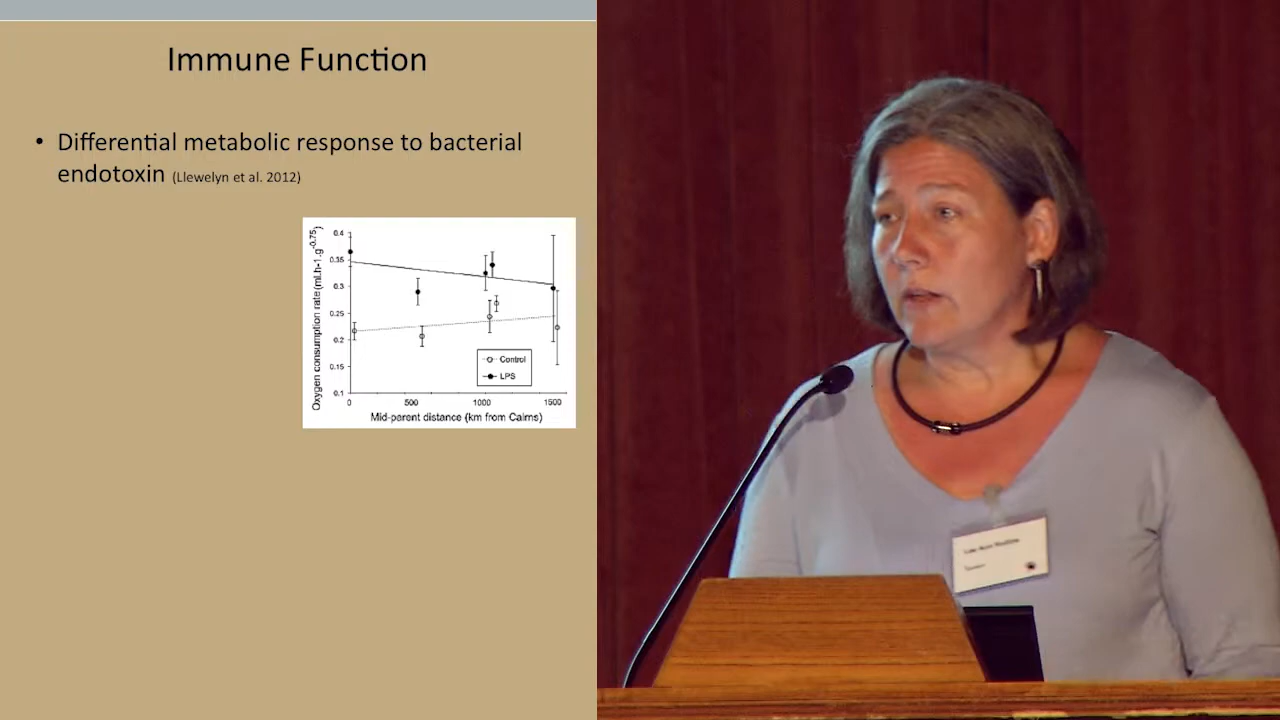 Immune Function
• Differential metabolic response to bacterial
endotoxin (Llewelyn et al. 2012)
Oxygen consumption rate (ml.h-1.g-0.75)
0.4
0.35
0.3
0.25
0.2
0.15
0.1
Control
LPS
0 500 1000 1500
Mid-parent distance (km from Cairns)